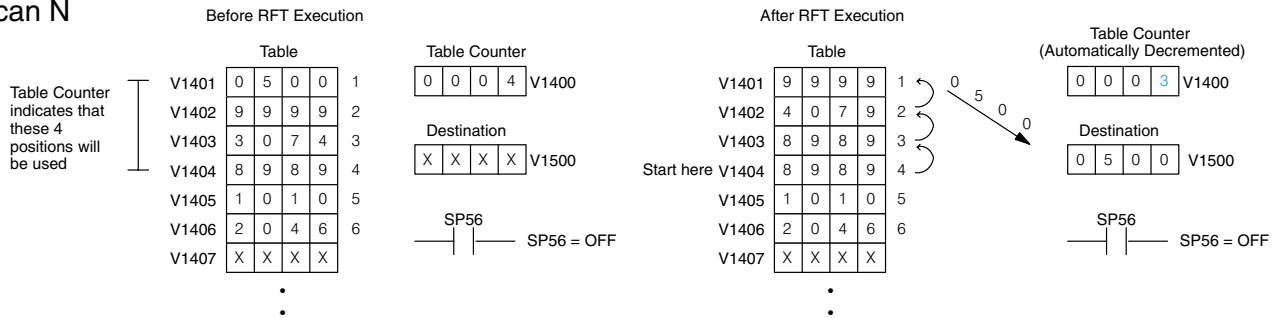 can N
Before RFT Execution
Table
Table Counter indicates that these 4 positions will be used
V1401 0 5 0 0 1
V1402 9 9 9 9 2
V1403 3 0 7 4 3
V1404 8 9 8 9 4
V1405 1 0 1 0 5
V1406 2 0 4 6 6
V1407 X X X X
Table Counter
0 0 0 4 V1400
Destination
X X X X V1500
SP56
SP56 = OFF
After RFT Execution
Table
V1401 9 9 9 9 1
V1402 4 0 7 9 2
V1403 8 9 8 9 3
Start here V1404 8 9 8 9 4
V1405 1 0 1 0 5
V1406 2 0 4 6 6
V1407 X X X X
0 5 0 0
Table Counter
(Automatically Decremented)
0 0 0 3 V1400
Destination
0 5 0 0 V1500
SP56
SP56 = OFF